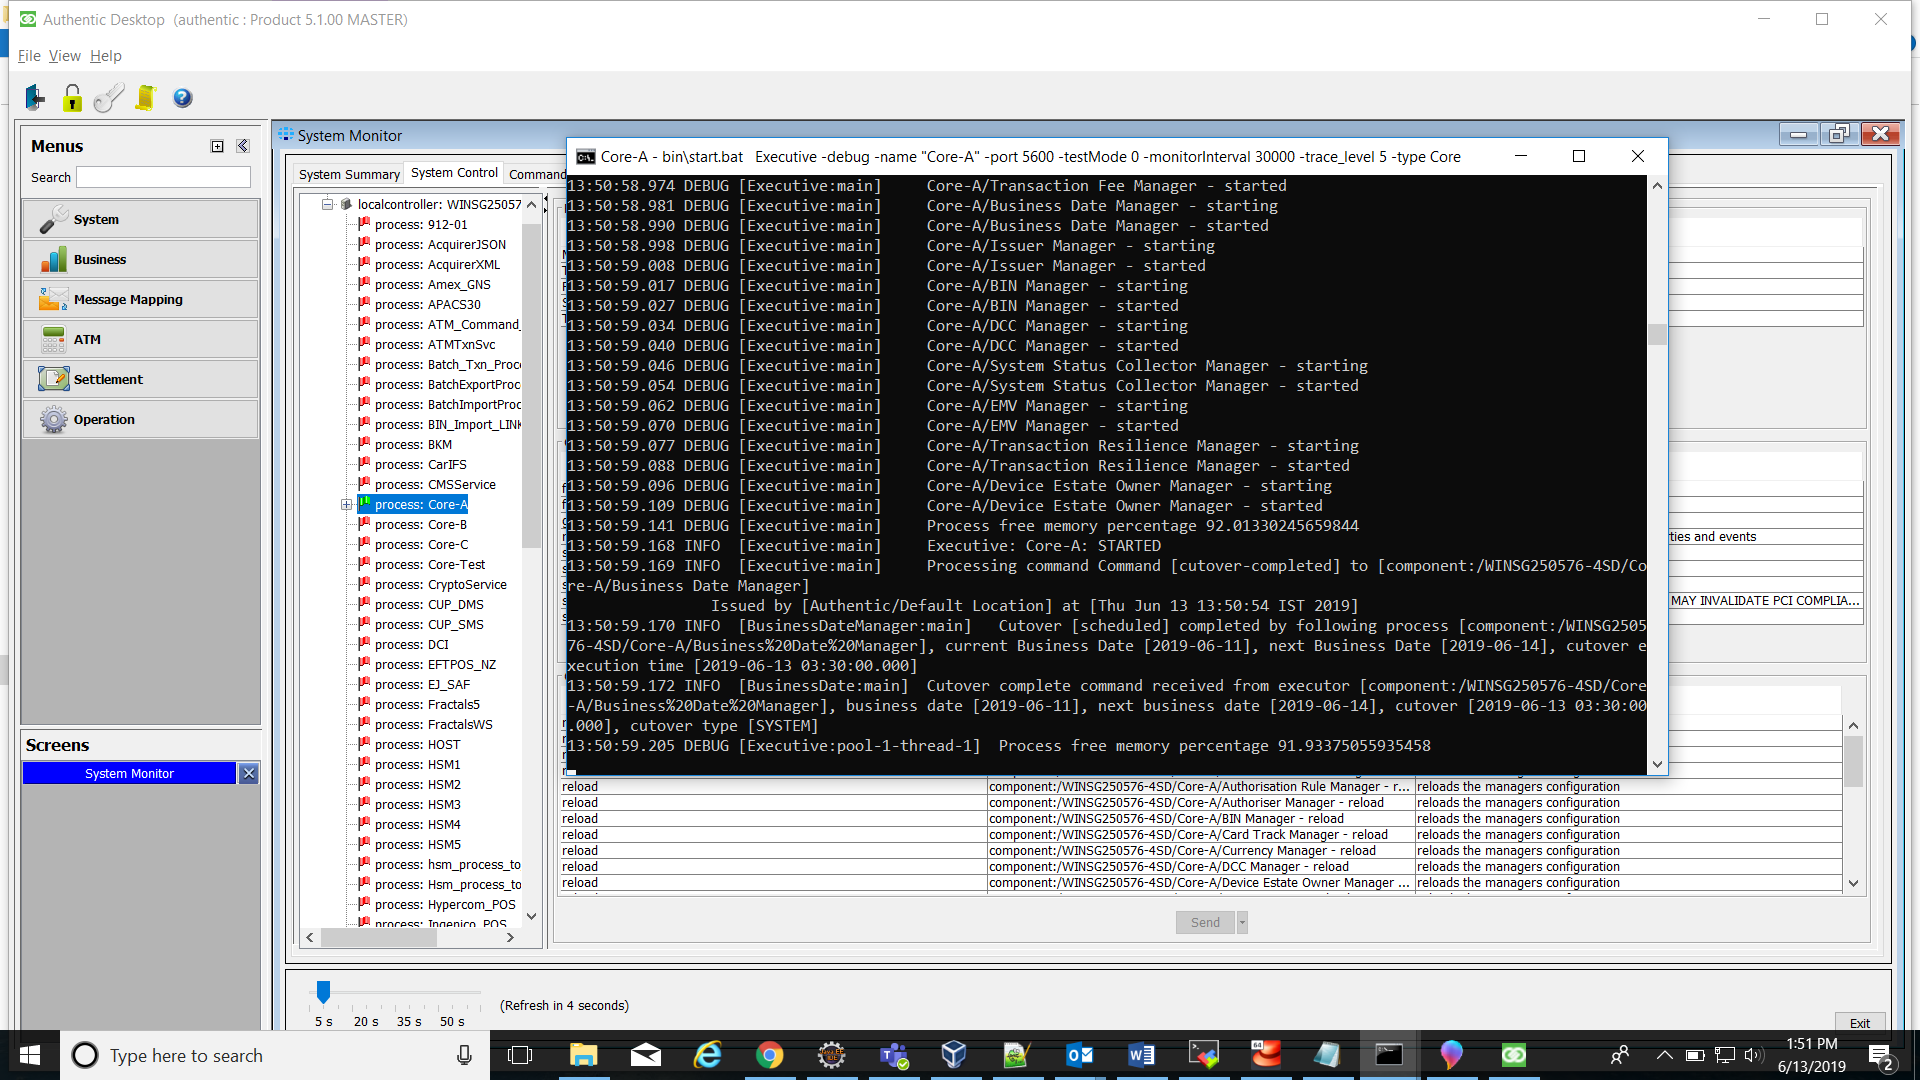 Authentic Desktop (authentic : Product 5.1.00 MASTER)
File View Help
Menus
Search
System
Business
Message Mapping
ATM
Settlement
Operation
Screens
System Monitor
System Monitor
System Summary System Control Command
localcontroller: WINSG25057
process: 912-01
process: AcquirerJSON
process: AcquirerXML
process: Amex_GNS
process: APACS30
process: ATM_Command_
process: ATMTxnSvc
process: Batch_Txn_Proc
process: BatchExportProc
process: BatchImportProc
process: BIN_Import_LINK
process: BKM
process: CarIFS
process: CMSService
process: Core-A
process: Core-B
process: Core-C
process: Core-Test
process: CryptoService
process: CUP_DMS
process: CUP_SMS
process: DCI
process: EFTPOS_NZ
process: EJ_SAF
process: Fractals5
process: FractalsWS
process: HOST
process: HSM1
process: HSM2
process: HSM3
process: HSM4
process: HSM5
process: hsm_process_to
process: Hsm_process_to
process: Hypercom_POS
process: Ingenico_POS
Core-A - bin\start.bat Executive -debug -name "Core-A" -port 5600 -testMode 0 -monitorInterval 30000 -trace_level 5 -type Core
13:50:58.974 DEBUG [Executive:main] Core-A/Transaction Fee Manager - started
13:50:58.981 DEBUG [Executive:main] Core-A/Business Date Manager - starting
13:50:58.990 DEBUG [Executive:main] Core-A/Business Date Manager - started
13:50:58.998 DEBUG [Executive:main] Core-A/Issuer Manager - starting
13:50:59.008 DEBUG [Executive:main] Core-A/Issuer Manager - started
13:50:59.017 DEBUG [Executive:main] Core-A/BIN Manager - starting
13:50:59.027 DEBUG [Executive:main] Core-A/BIN Manager - started
13:50:59.034 DEBUG [Executive:main] Core-A/DCC Manager - starting
13:50:59.040 DEBUG [Executive:main] Core-A/DCC Manager - started
13:50:59.046 DEBUG [Executive:main] Core-A/System Status Collector Manager - starting
13:50:59.054 DEBUG [Executive:main] Core-A/System Status Collector Manager - started
13:50:59.062 DEBUG [Executive:main] Core-A/EMV Manager - starting
13:50:59.070 DEBUG [Executive:main] Core-A/EMV Manager - started
13:50:59.077 DEBUG [Executive:main] Core-A/Transaction Resilience Manager - starting
13:50:59.088 DEBUG [Executive:main] Core-A/Transaction Resilience Manager - started
13:50:59.096 DEBUG [Executive:main] Core-A/Device Estate Owner Manager - starting
13:50:59.109 DEBUG [Executive:main] Core-A/Device Estate Owner Manager - started
13:50:59.141 DEBUG [Executive:main] Process free memory percentage 92.01330245659844
13:50:59.168 INFO [Executive:main] Executive: Core-A: STARTED
13:50:59.169 INFO [Executive:main] Processing command Command [cutover-completed] to [component:/WINSG250576-4SD/Co
re-A/Business Date Manager]
Issued by [Authentic/Default Location] at [Thu Jun 13 13:50:54 IST 2019]
13:50:59.170 INFO [BusinessDateManager:main] Cutover [scheduled] completed by following process [component:/WINSG2505
76-4SD/Core-A/Business%20Date%20Manager], current Business Date [2019-06-11], next Business Date [2019-06-14], cutover e
xecution time [2019-06-13 03:30:00.000]
13:50:59.172 INFO [BusinessDate:main] Cutover complete command received from executor [component:/WINSG250576-4SD/Core
-A/Business%20Date%20Manager], business date [2019-06-11], next business date [2019-06-14], cutover [2019-06-13 03:30:00
.000], cutover type [SYSTEM]
13:50:59.205 DEBUG [Executive:pool-1-thread-1] Process free memory percentage 91.93375055935458
ties and events
MAY INVALIDATE PCI COMPLIA...
reload component:/WINSG250576-4SD/Core-A/Authorisation Rule Manager - r... reloads the managers configuration
reload component:/WINSG250576-4SD/Core-A/Authoriser Manager - reload reloads the managers configuration
reload component:/WINSG250576-4SD/Core-A/BIN Manager - reload reloads the managers configuration
reload component:/WINSG250576-4SD/Core-A/Card Track Manager - reload reloads the managers configuration
reload component:/WINSG250576-4SD/Core-A/Currency Manager - reload reloads the managers configuration
reload component:/WINSG250576-4SD/Core-A/DCC Manager - reload reloads the managers configuration
reload component:/WINSG250576-4SD/Core-A/Device Estate Owner Manager ... reloads the managers configuration
Send
(Refresh in 4 seconds)
5 s 20 s 35 s 50 s
Exit
Type here to search
1:51 PM
6/13/2019
2